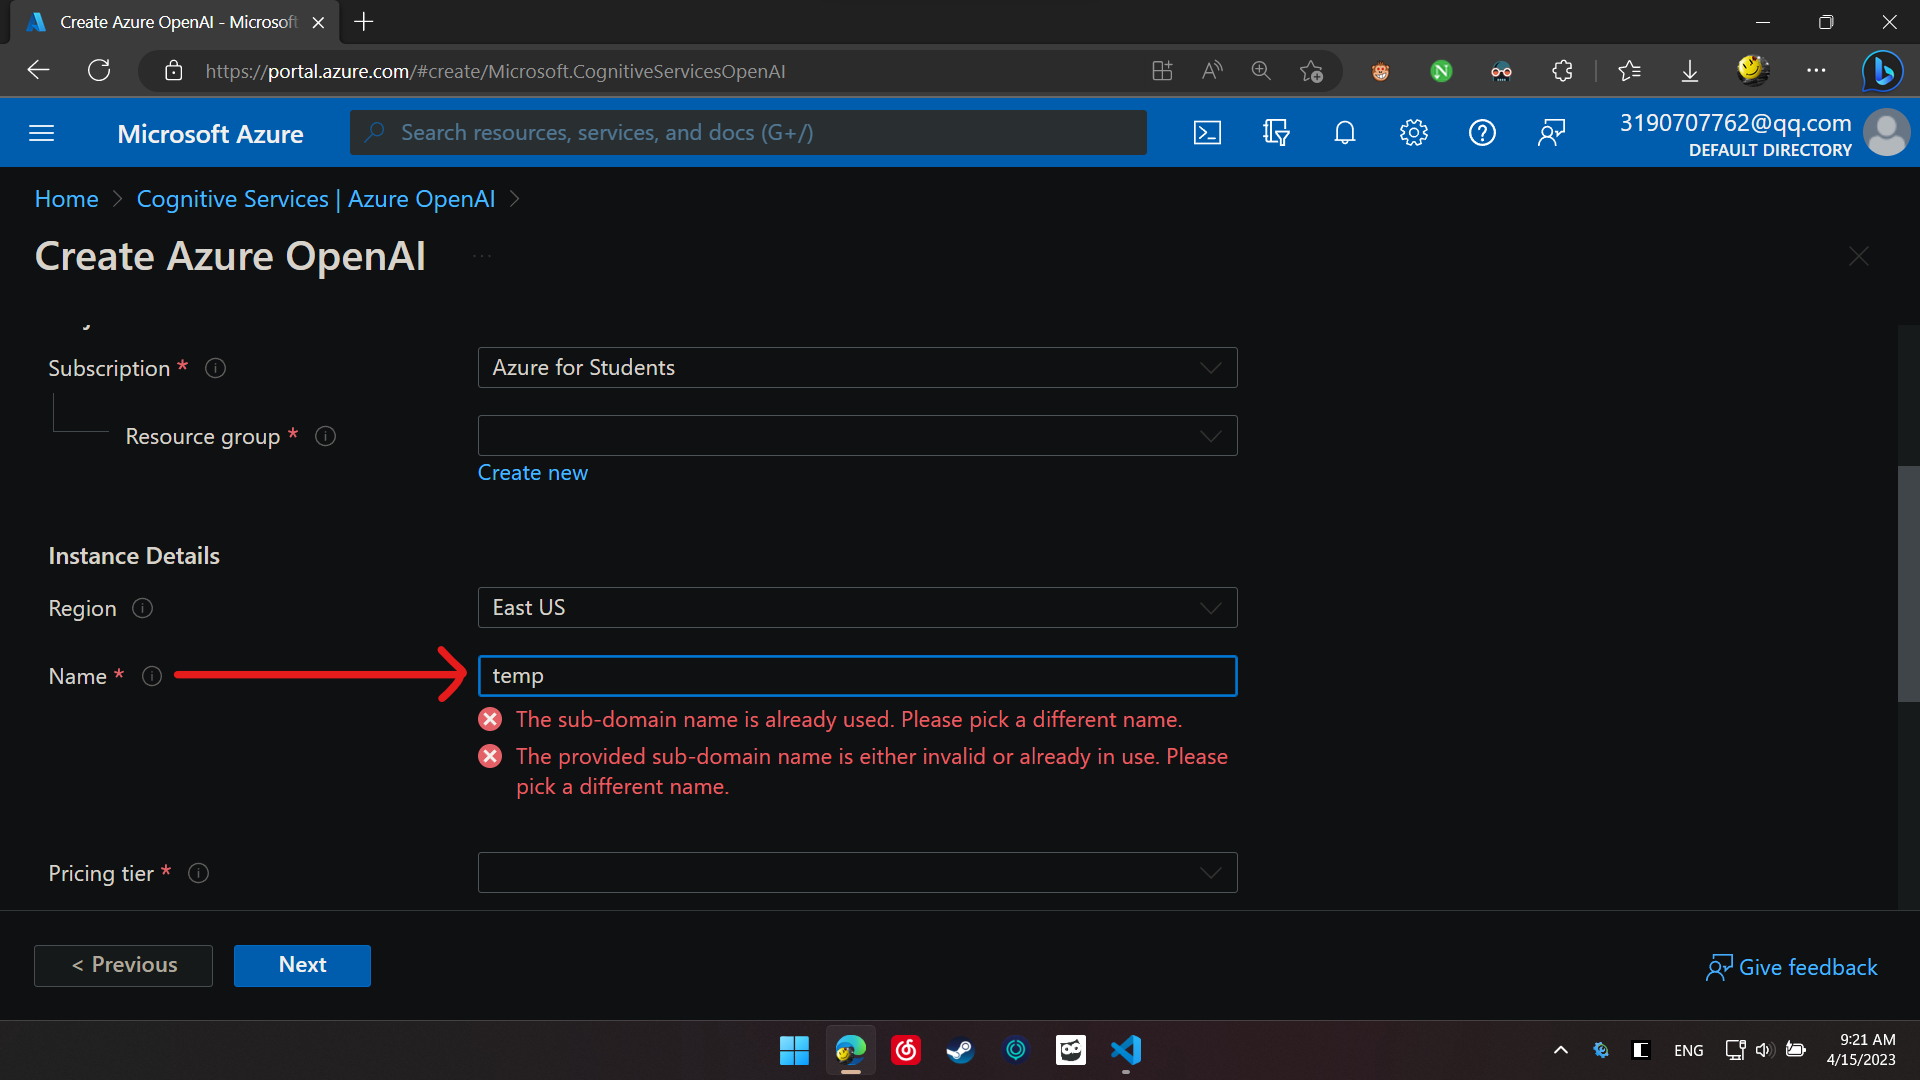 Create Azure OpenAI - Microsoft
https://portal.azure.com/#create/Microsoft.CognitiveServicesOpenAI
Microsoft Azure
Search resources, services, and docs (G+/)
3190707762@qq.com
DEFAULT DIRECTORY
Home > Cognitive Services | Azure OpenAI >
Create Azure OpenAI ...
Subscription *
Azure for Students
Resource group *
Create new
Instance Details
Region
East US
Name *
temp
The sub-domain name is already used. Please pick a different name.
The provided sub-domain name is either invalid or already in use. Please
pick a different name.
Pricing tier *
< Previous
Next
Give feedback
ENG
9:21 AM
4/15/2023